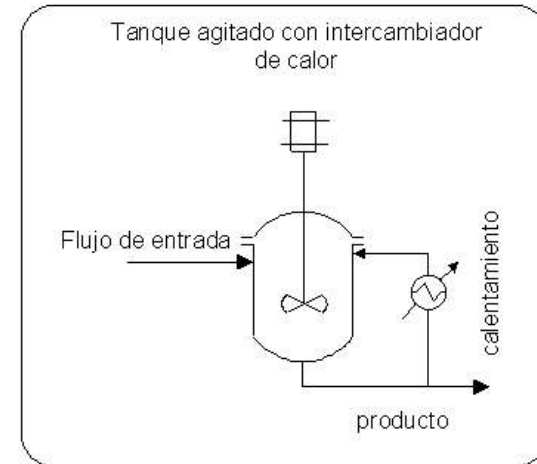 Tanque agitado con intercambiador
de calor
Flujo de entrada
calentamiento
producto